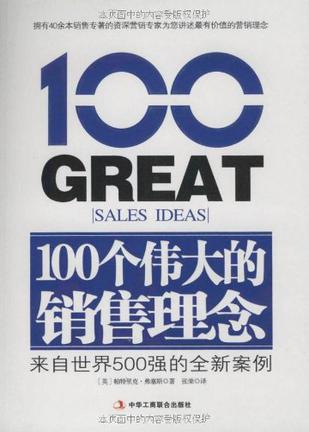 本页面中的内容受版权保护
拥有40余本销售专著的资深营销专家为您讲述最有价值的营销理念
100
GREAT
|SALES IDEAS|
100个伟大的
销售理念
来自世界500强的全新案例
[英] 帕特里克·弗塞斯◎著 张荣◎译
中华工商联合出版社
本页面中的内容受版权保护